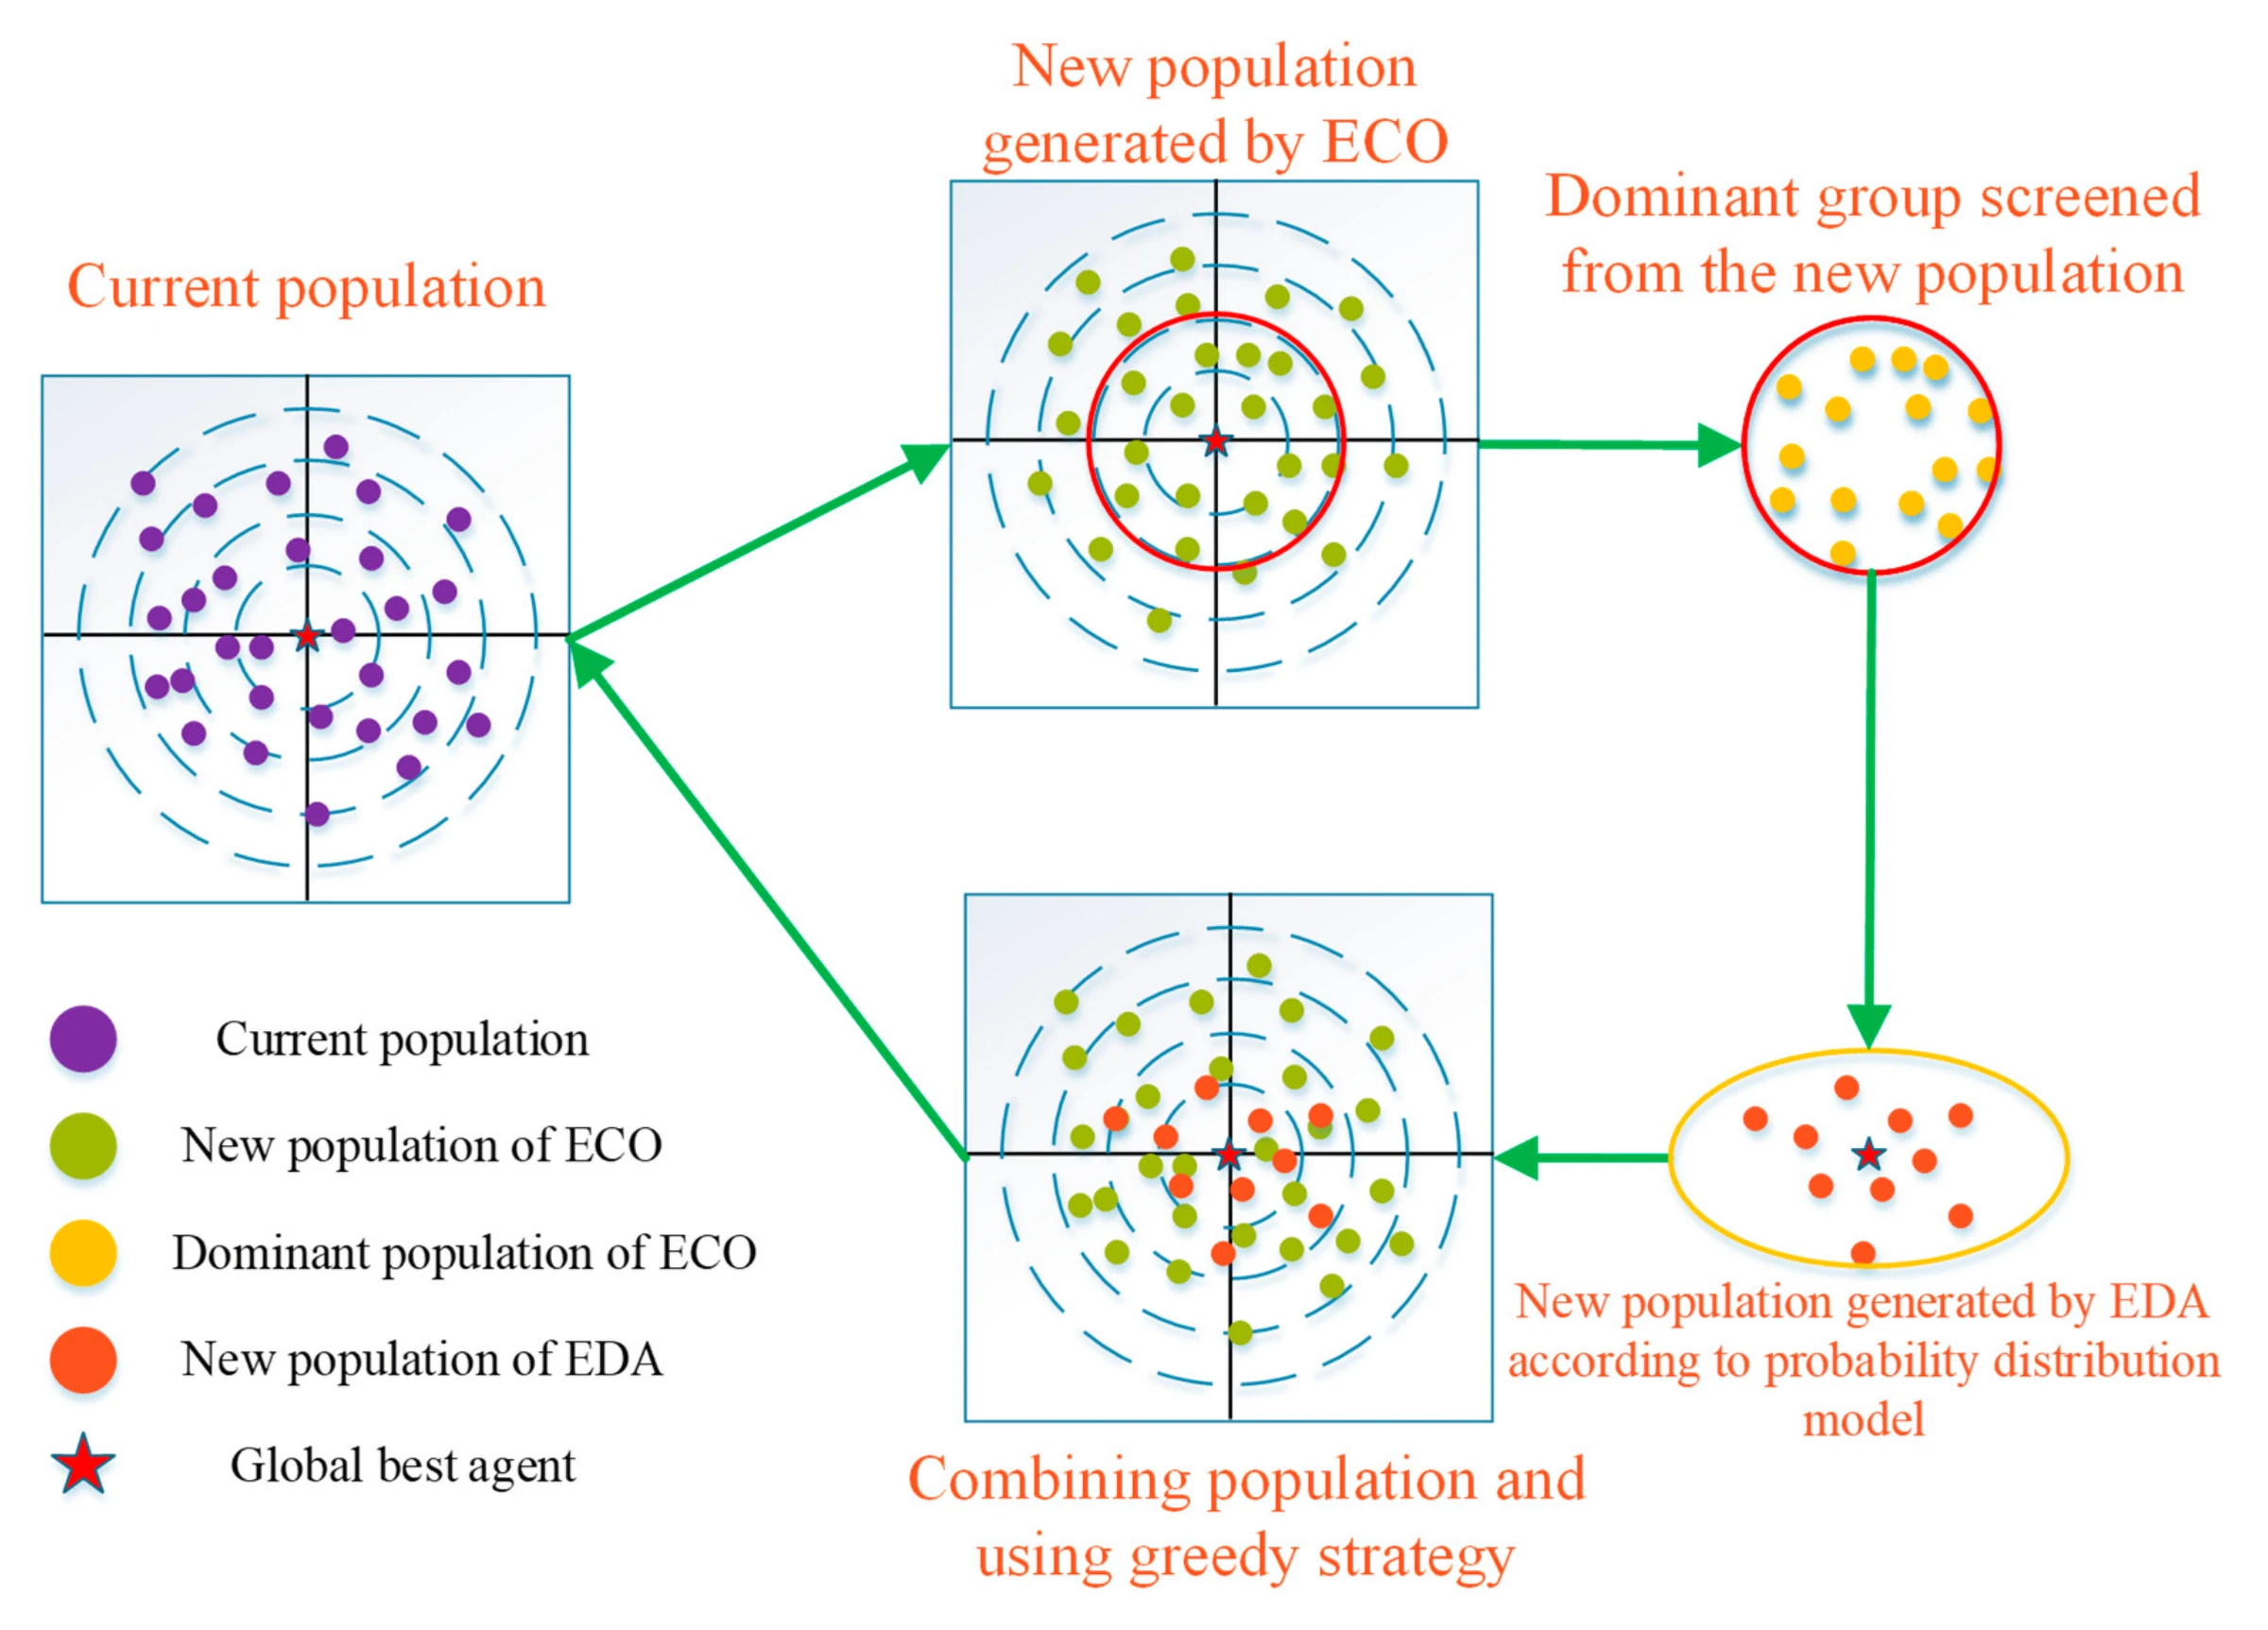 New population
generated by ECO
Dominant group screened
from the new population
Current population
Current population
New population of ECO
Dominant population of ECO
New population of EDA
Global best agent
New population generated by EDA
according to probability distribution
model
Combining population and
using greedy strategy